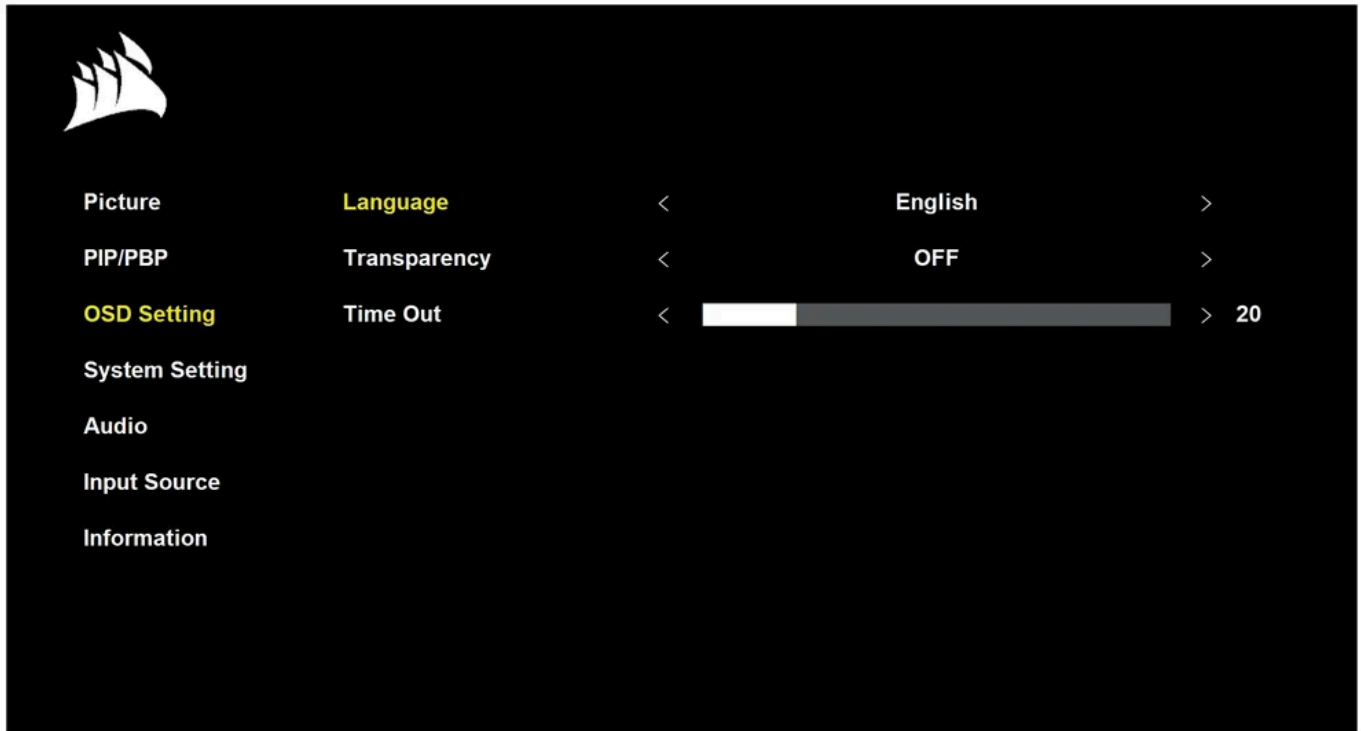 Picture Language < English >
PIP/PBP Transparency < OFF >
OSD Setting Time Out < > 20
System Setting
Audio
Input Source
Information